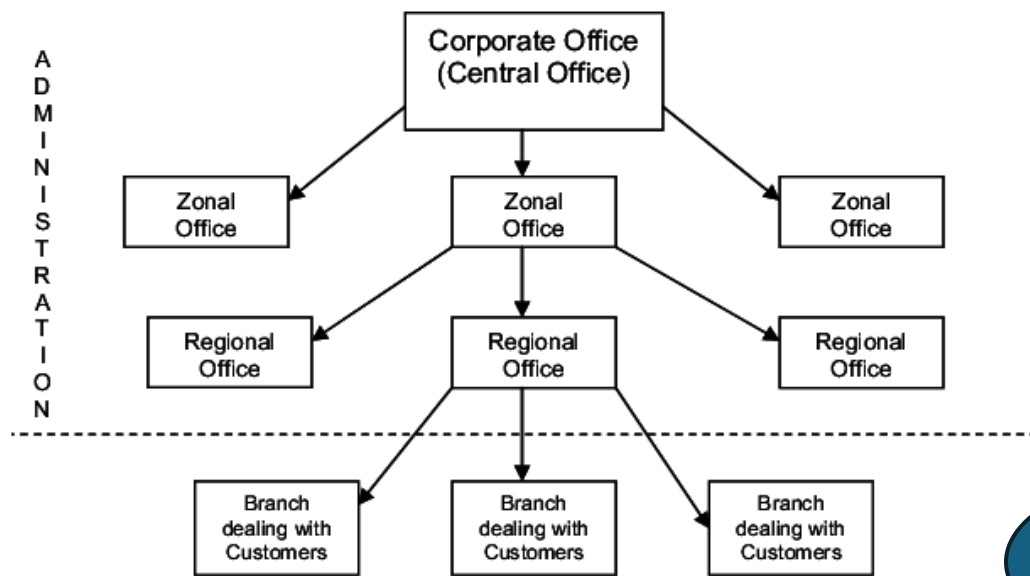 Corporate Office
(Central Office)
ADMINISTRATION
Zonal
Office
Zonal
Office
Zonal
Office
Regional
Office
Regional
Office
Regional
Office
Branch
dealing with
Customers
Branch
dealing with
Customers
Branch
dealing with
Customers